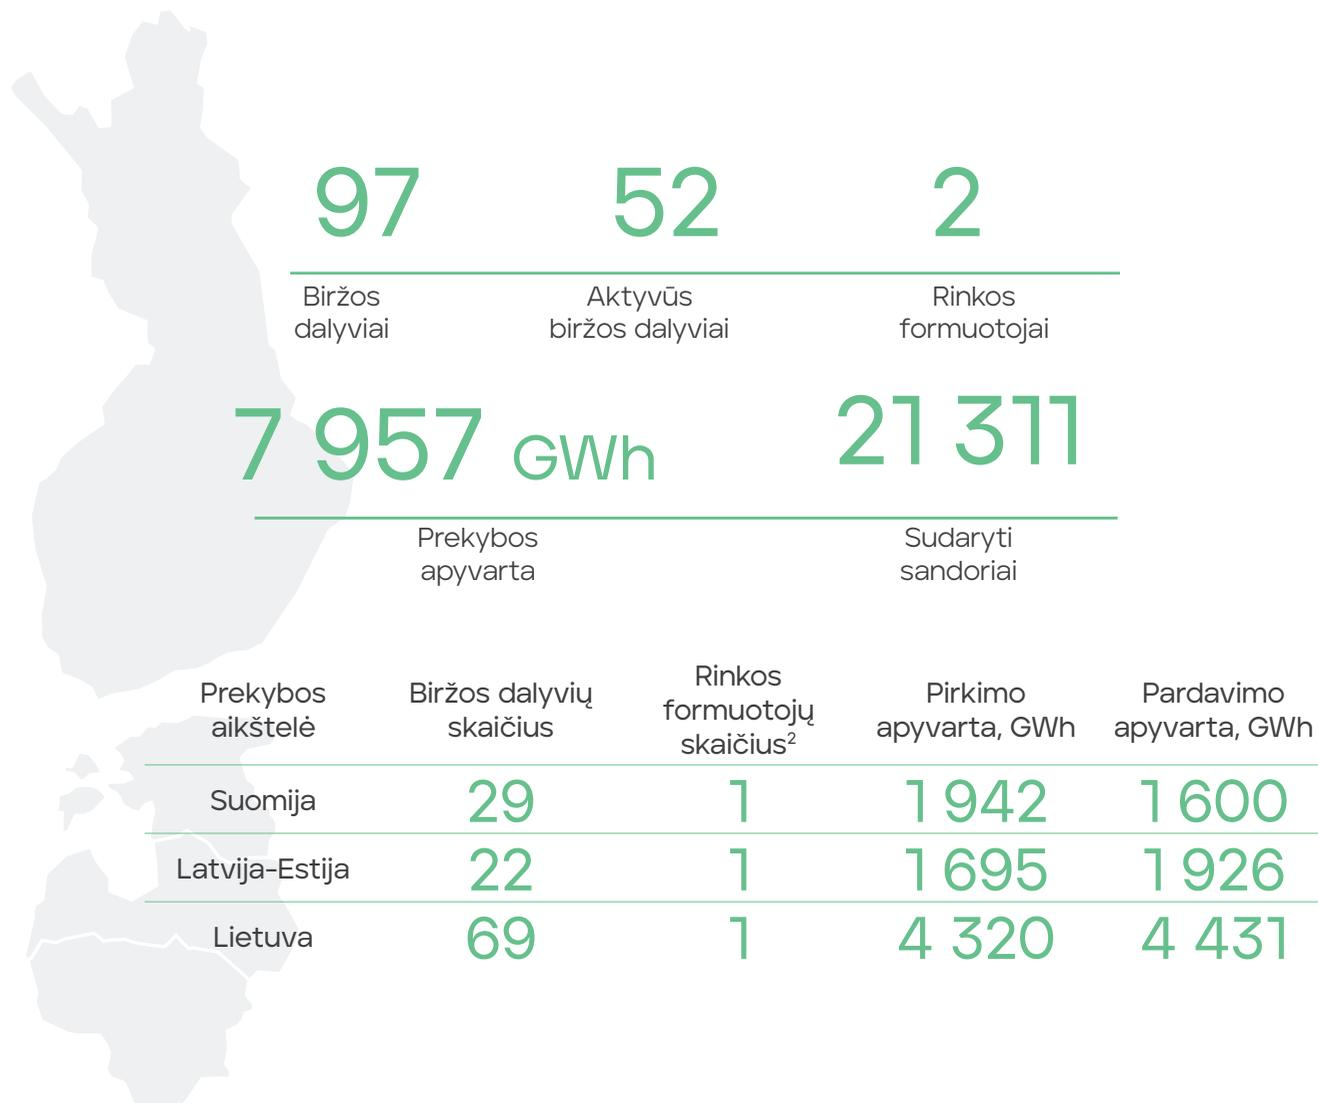 97 52 2
Biržos Aktyvūs Rinkos
dalyviai biržos dalyviai formuotojai
7 957 GWh 21 311
Prekybos Sudaryti
apyvarta sandoriai
Prekybos aikštelė
Biržos dalyvių skaičius
Rinkos formuotojų skaičius²
Pirkimo apyvarta, GWh
Pardavimo apyvarta, GWh
Suomija 29 1 1 942 1 600
Latvija-Estija 22 1 1 695 1 926
Lietuva 69 1 4 320 4 431